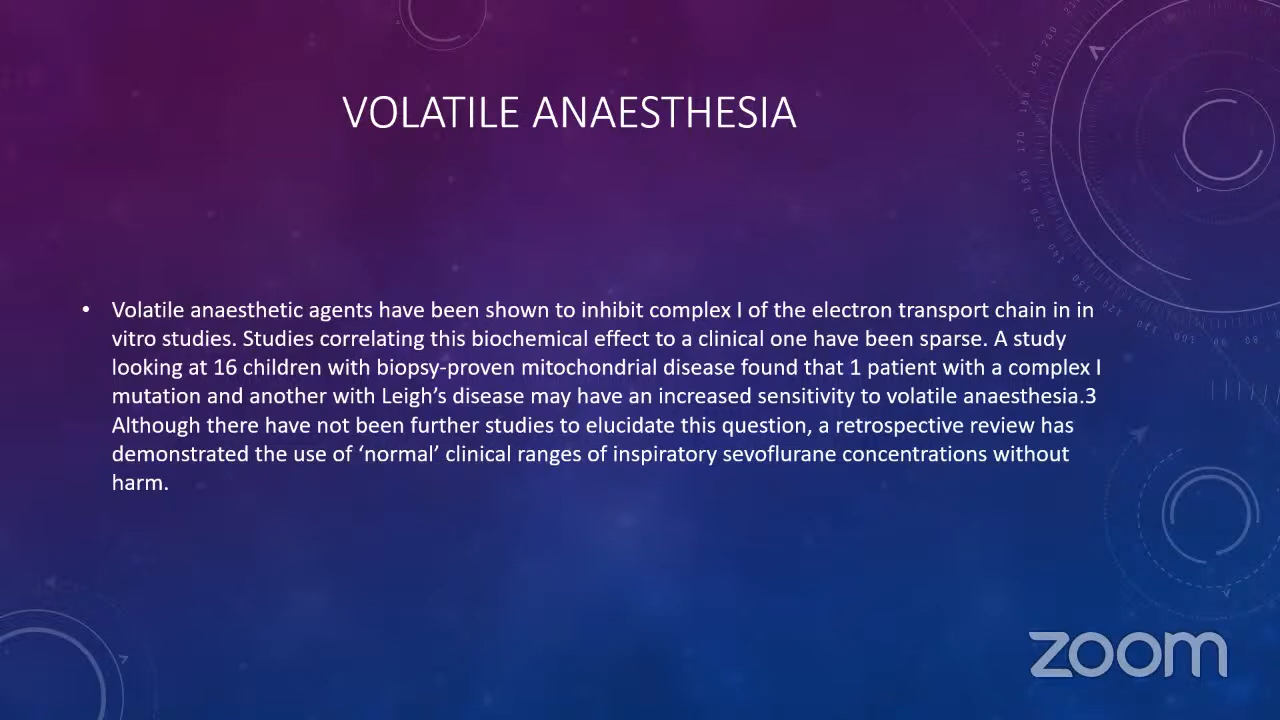 VOLATILE ANAESTHESIA
• Volatile anaesthetic agents have been shown to inhibit complex I of the electron transport chain in in
vitro studies. Studies correlating this biochemical effect to a clinical one have been sparse. A study
looking at 16 children with biopsy-proven mitochondrial disease found that 1 patient with a complex I
mutation and another with Leigh’s disease may have an increased sensitivity to volatile anaesthesia.3
Although there have not been further studies to elucidate this question, a retrospective review has
demonstrated the use of ‘normal’ clinical ranges of inspiratory sevoflurane concentrations without
harm.
zoom